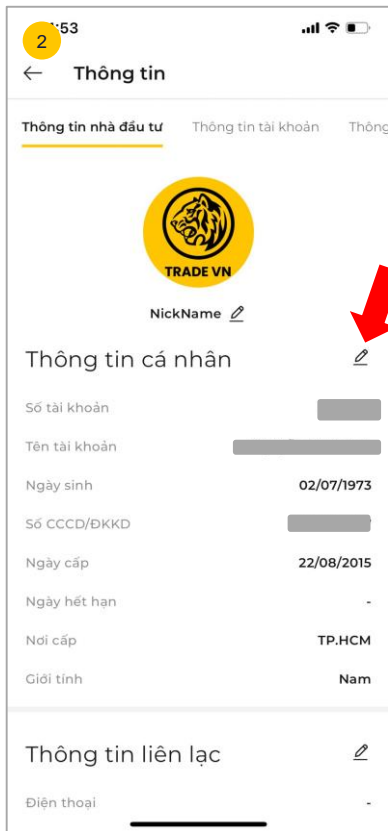 2
:53
Thông tin
Thông tin nhà đầu tư Thông tin tài khoản Thông
TRADE VN
NickName
Thông tin cá nhân
Số tài khoản
Tên tài khoản
Ngày sinh 02/07/1973
Số CCCD/ĐKKD
Ngày cấp 22/08/2015
Ngày hết hạn -
Nơi cấp TP.HCM
Giới tính Nam
Thông tin liên lạc
Điện thoại -